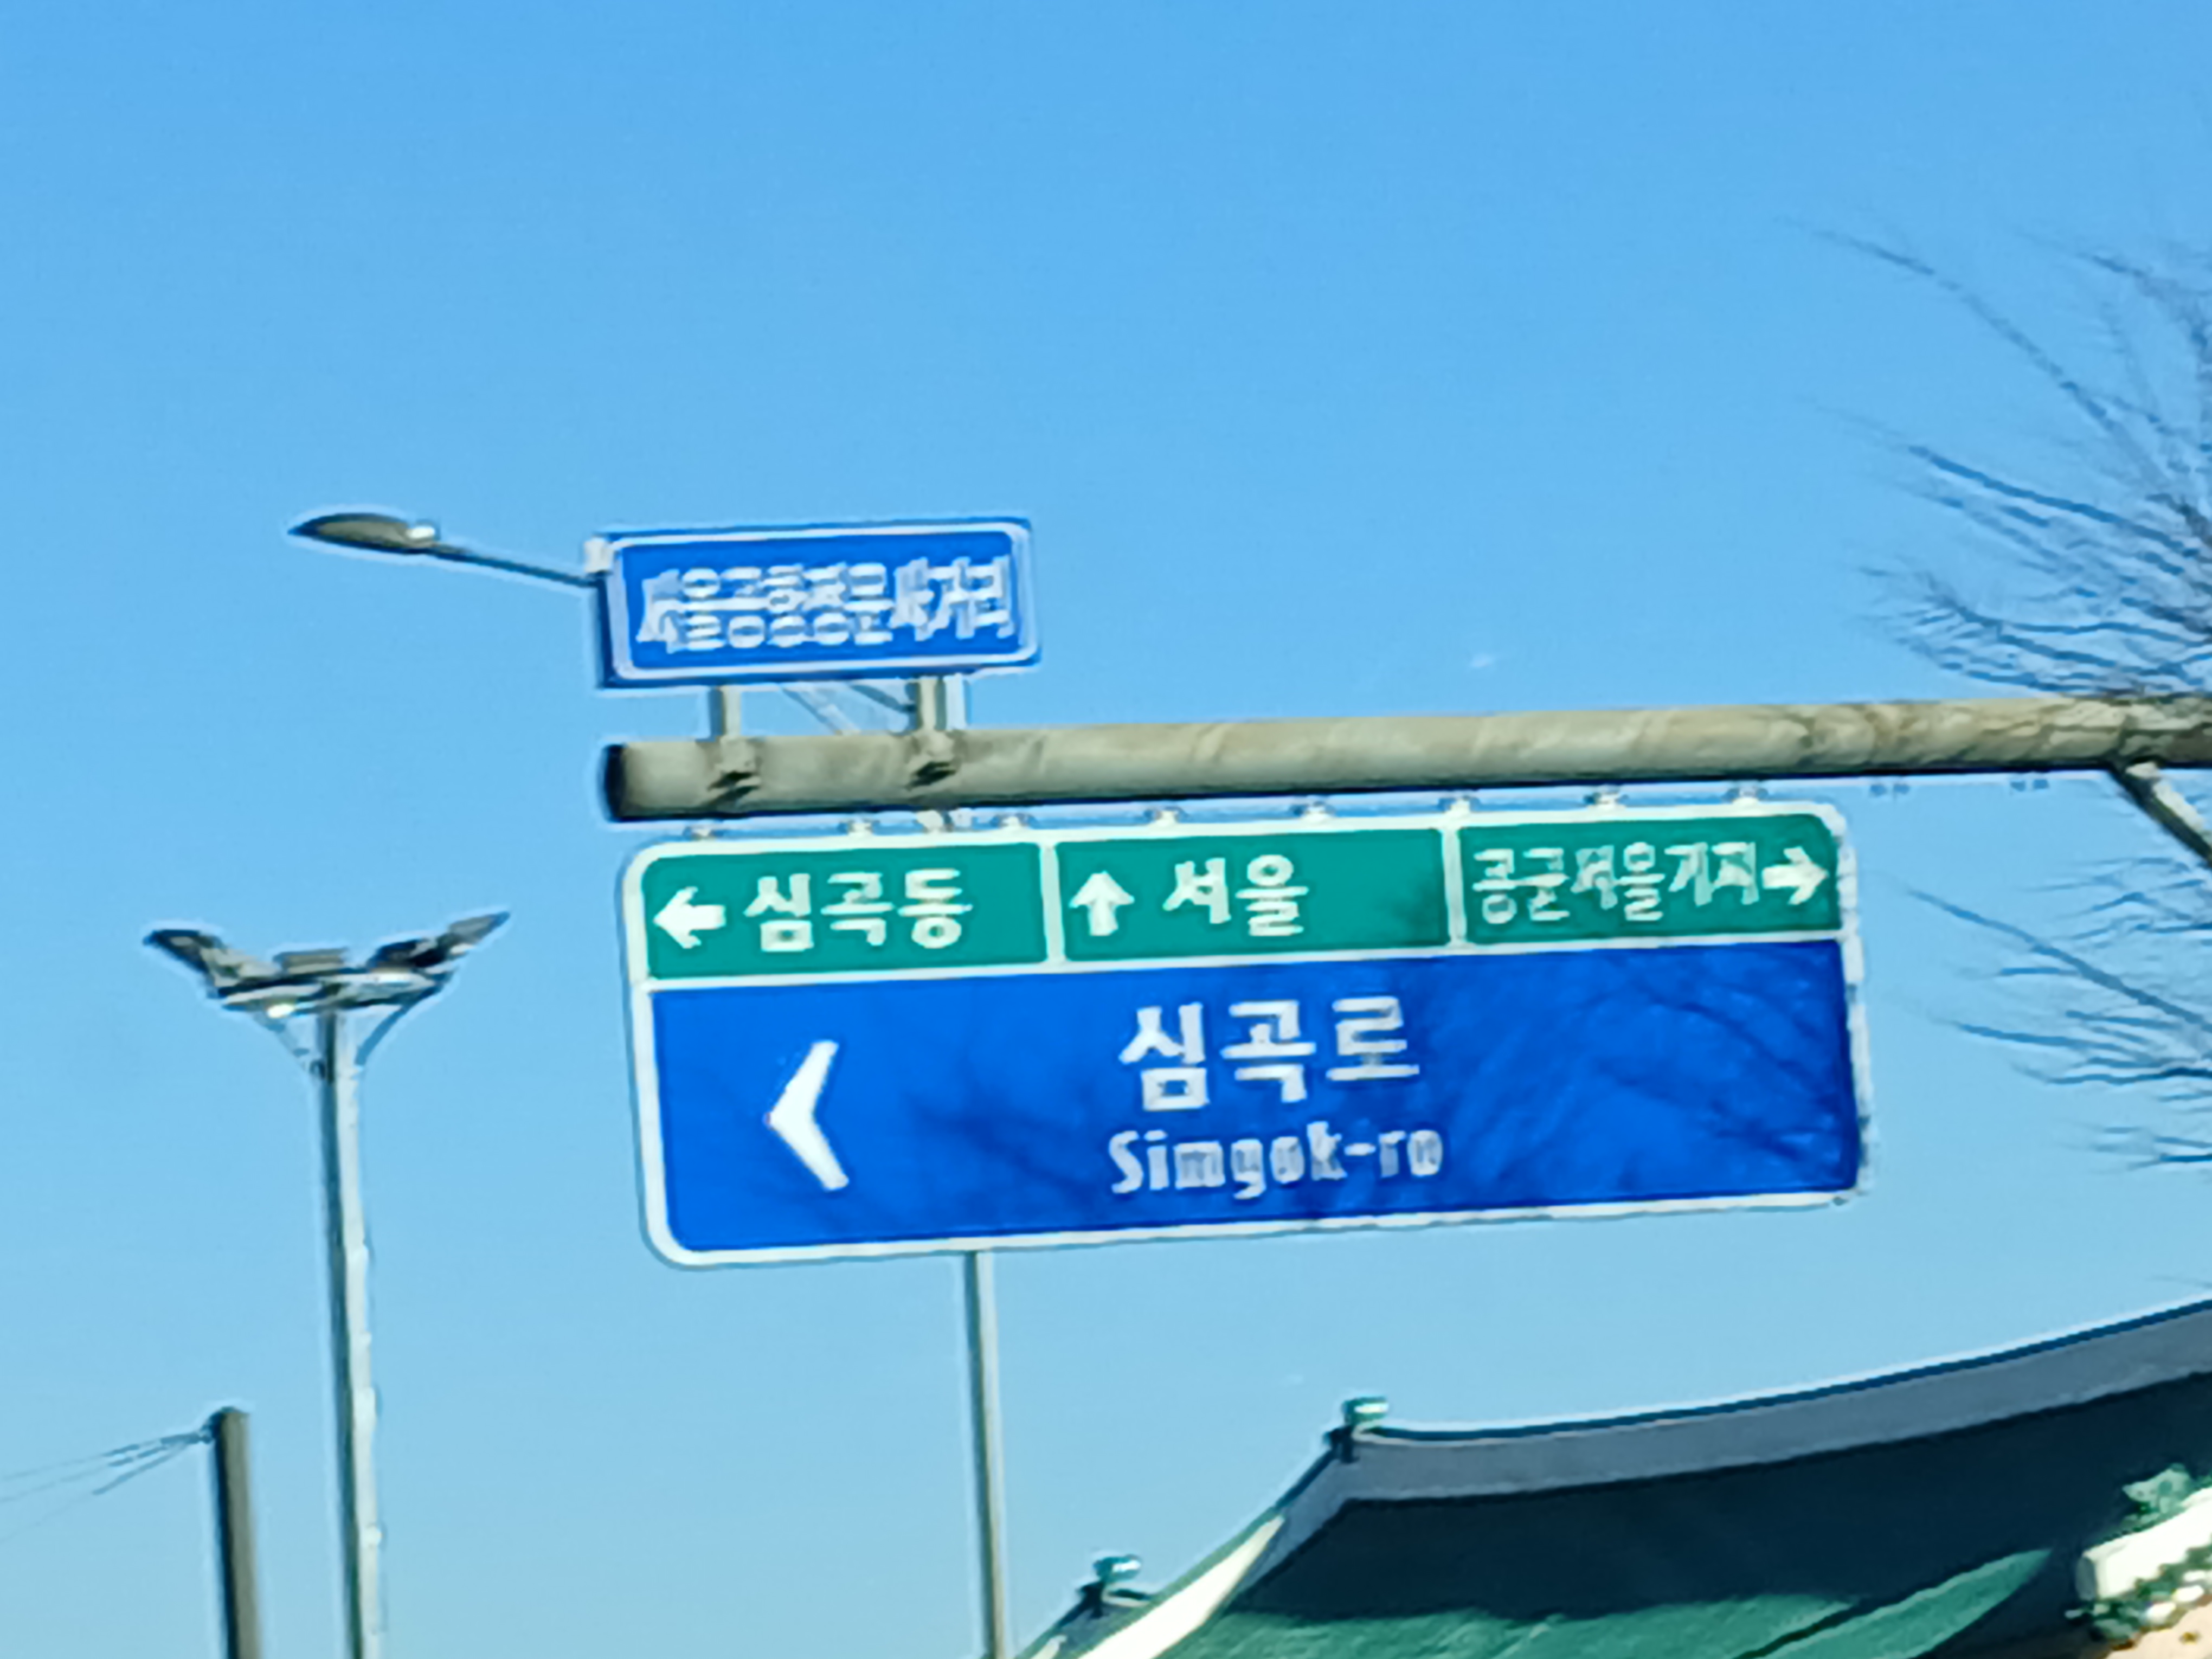 ← 심곡동
↑ 서울
공군서울기지 →
심곡로
Simgok-ro